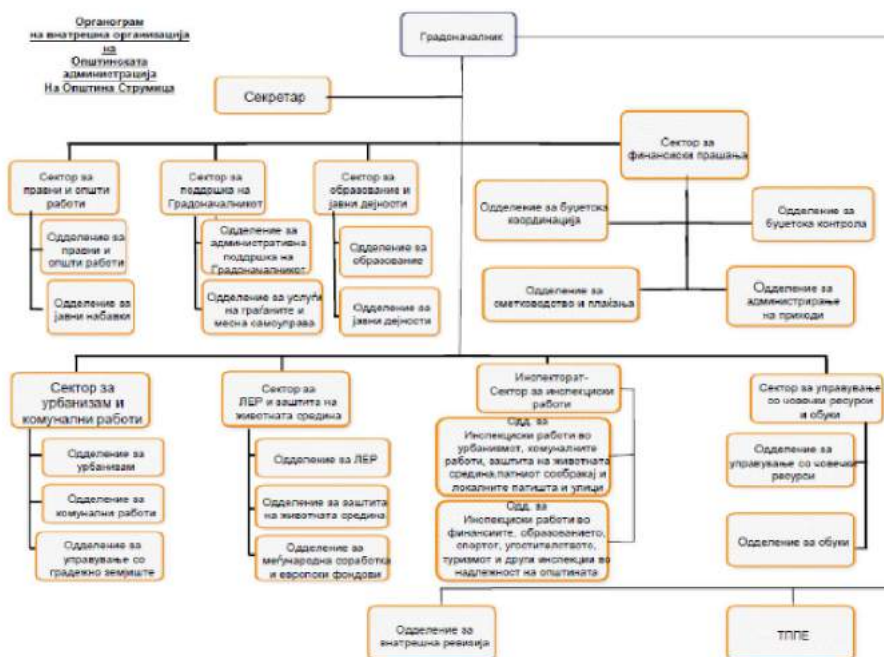 Органограм
на внатрешна организација
на
Општинската
администрација
На Општина Струмица
Градоначалник
Секретар
Сектор за
финансиски прашања
Сектор за
правни и општи
работи
Сектор за
поддршка на
Градоначалникот
Сектор за
образование и
јавни дејности
Одделение за
правни и
општи работи
Одделение за
јавни набавки
Одделение за
административна
поддршка на
Градоначалникот
Одделение за услуги
на граѓаните и
месна самоуправа
Одделение за
образование
Одделение за
јавни дејности
Одделение за буџетска
координација
Одделение за
буџетска контрола
Одделение за
сметководство и плаќања
Одделение за
администрирање
на приходи
Сектор за
урбанизам и
комунални работи
Сектор за
ЛЕР и заштита на
животната средина
Инспекторат-
Сектор за инспекциски
работи
Сектор за управување
со човечки ресурси
и обуки
Одделение за
урбанизам
Одделение за
комунални работи
Одделение за
управување со
градежно земјиште
Одделение за ЛЕР
Одделение за заштита
на животната средина
Одделение за
меѓународна соработка
и европски фондови
Одд. за
Инспекциски работи во
урбанизмот, комуналните
работи, заштита на животната
средина,патниот сообраќај и
локалните патишта и улици
Одд. за
Инспекциски работи во
финансиите, образованието,
спортот, угостителството,
туризмот и други инспекции во
надлежност на општината
Одделение за
управување со човечки
ресурси
Одделение за обуки
Одделение за
внатрешна ревизија
ТППЕ